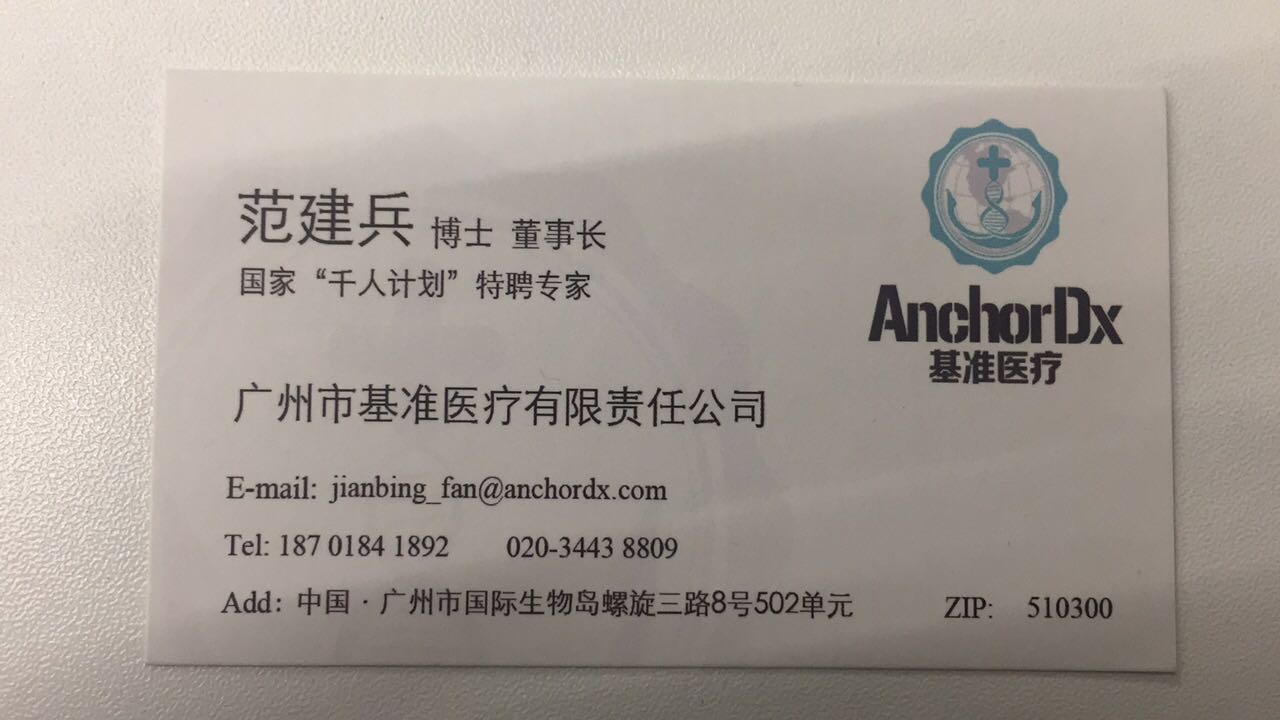 范建兵 博士 董事长
国家“千人计划”特聘专家
AnchorDx
基准医疗
广州市基准医疗有限责任公司
E-mail: jianbing_fan@anchordx.com
Tel: 187 0184 1892 020-3443 8809
Add: 中国·广州市国际生物岛螺旋三路8号502单元 ZIP: 510300